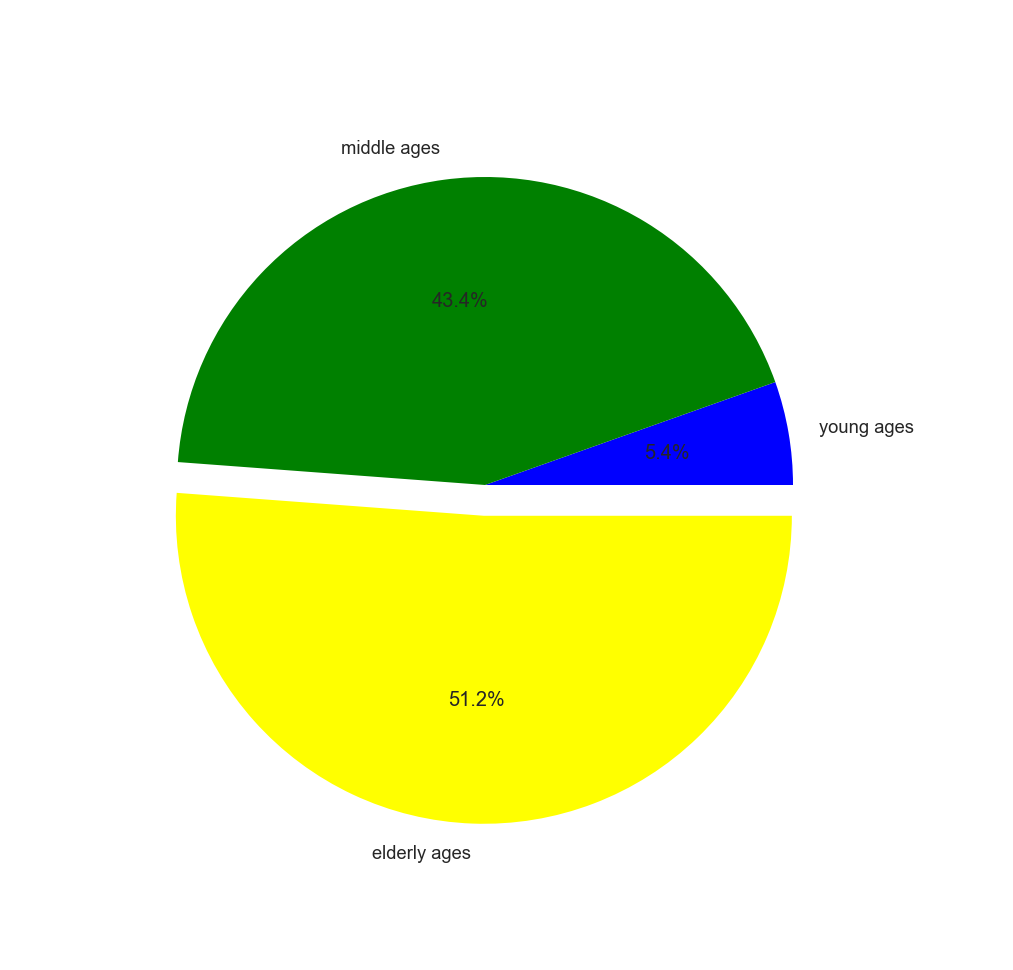 middle ages
43.4%
young ages
5.4%
51.2%
elderly ages